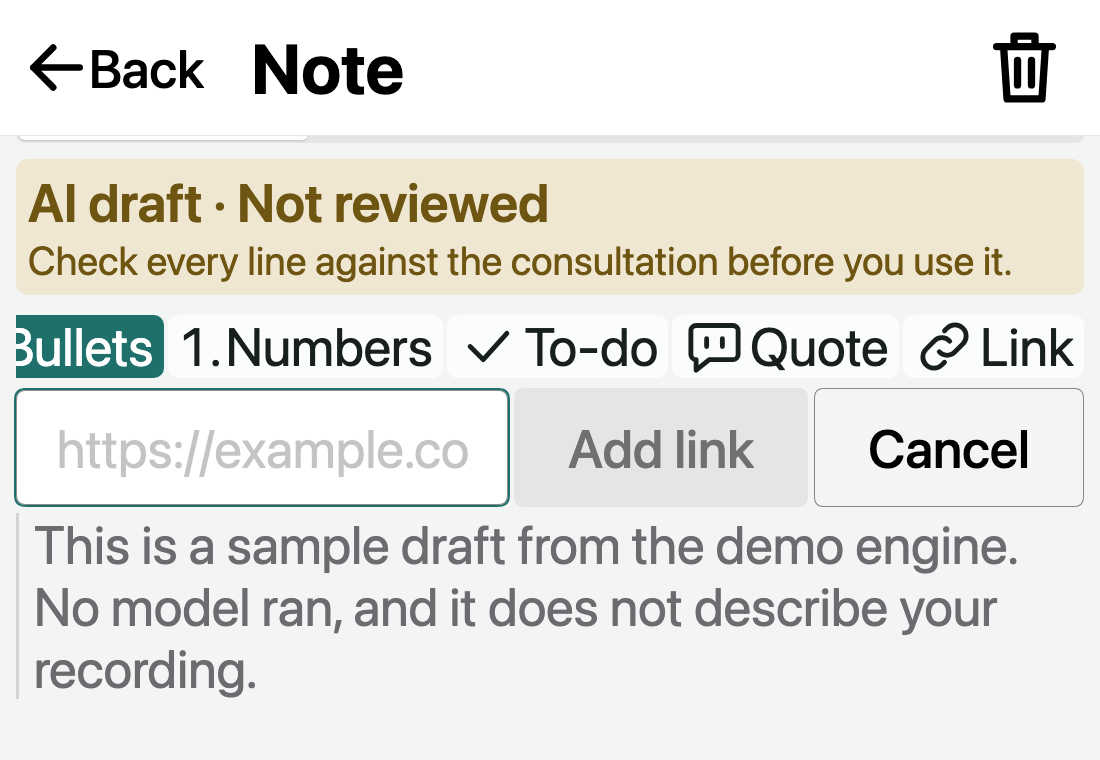 Back Note
AI draft · Not reviewed
Check every line against the consultation before you use it.
Bullets 1. Numbers To-do Quote Link
https://example.co Add link Cancel
This is a sample draft from the demo engine.
No model ran, and it does not describe your
recording.